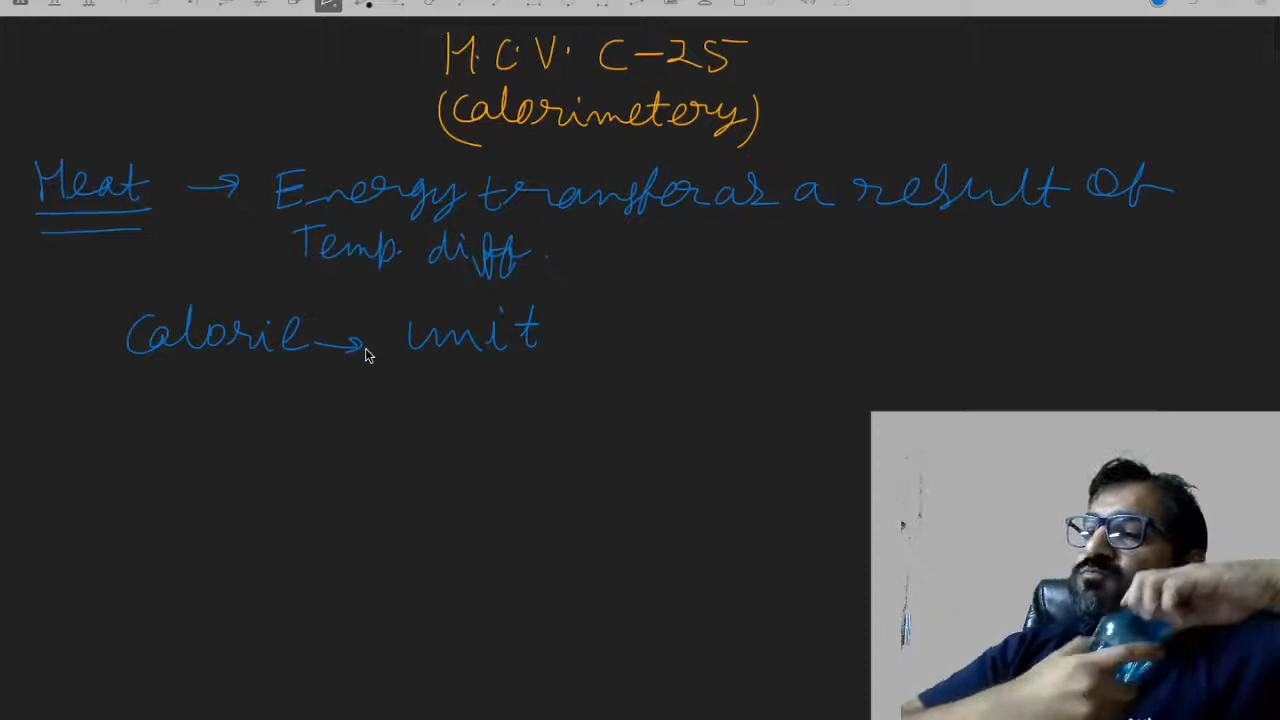 H.C.V. C-25
(Calorimetery)
Heat → Energy transfer as a result Of
Temp. diff.
Calorie → unit